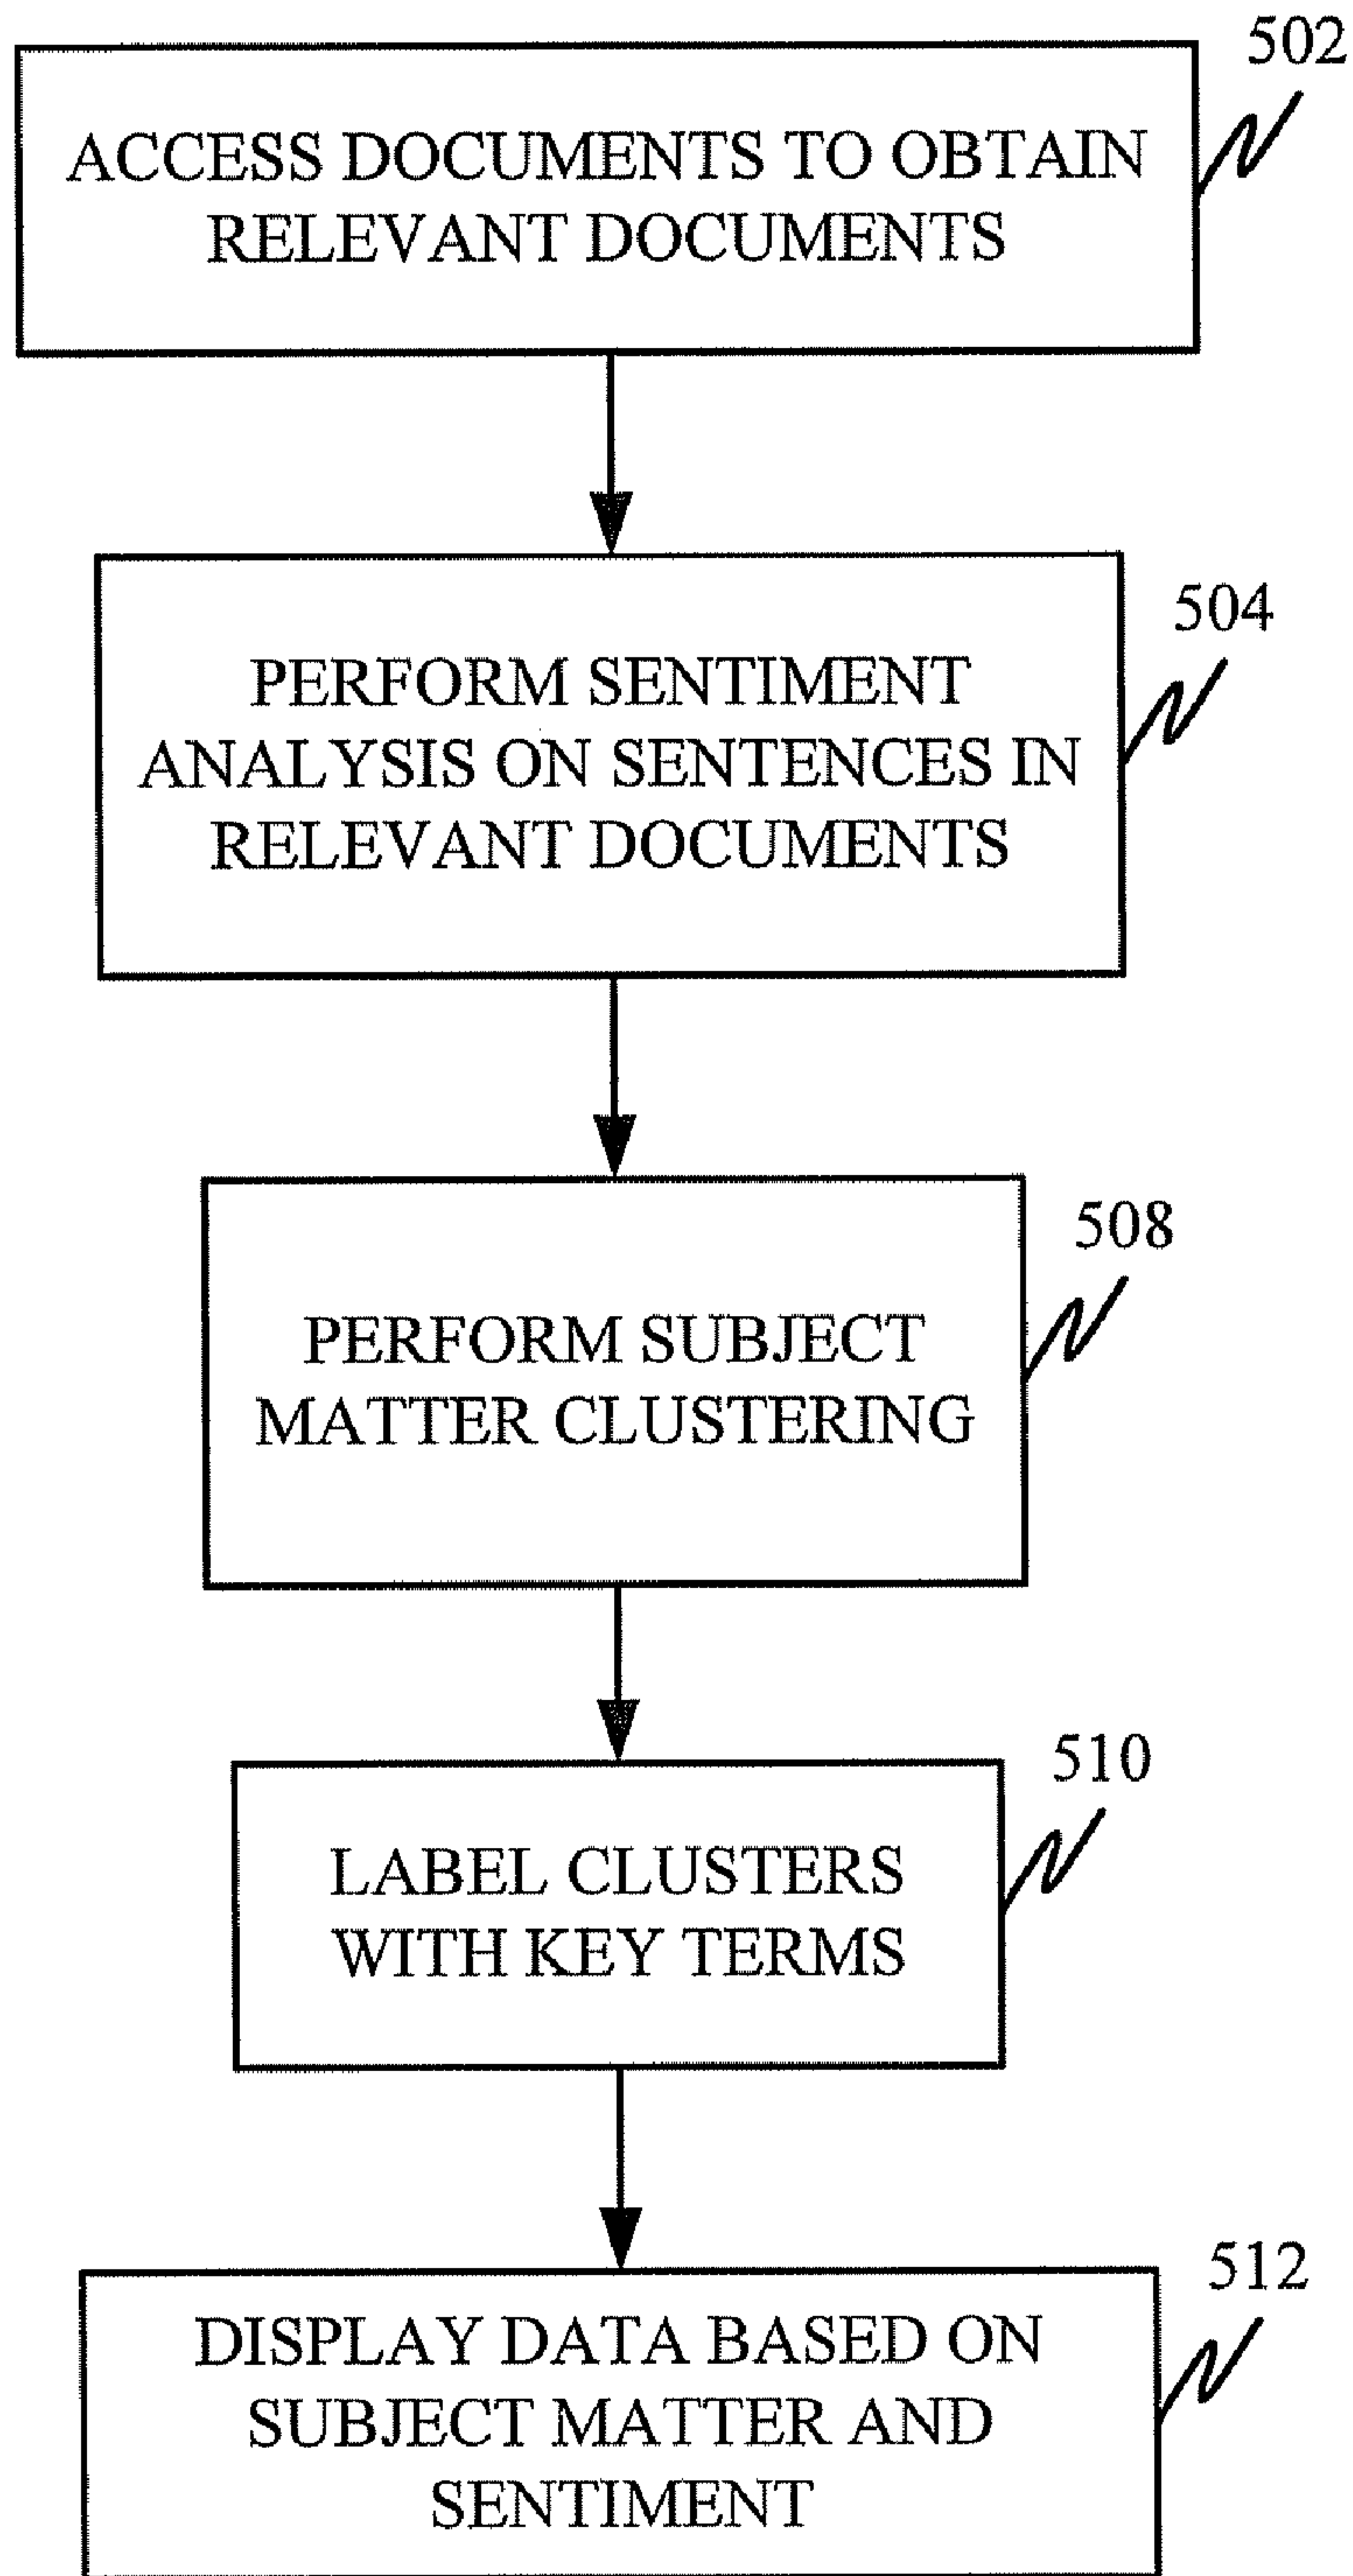 502
ACCESS DOCUMENTS TO OBTAIN
RELEVANT DOCUMENTS
504
PERFORM SENTIMENT
ANALYSIS ON SENTENCES IN
RELEVANT DOCUMENTS
508
PERFORM SUBJECT
MATTER CLUSTERING
510
LABEL CLUSTERS
WITH KEY TERMS
512
DISPLAY DATA BASED ON
SUBJECT MATTER AND
SENTIMENT